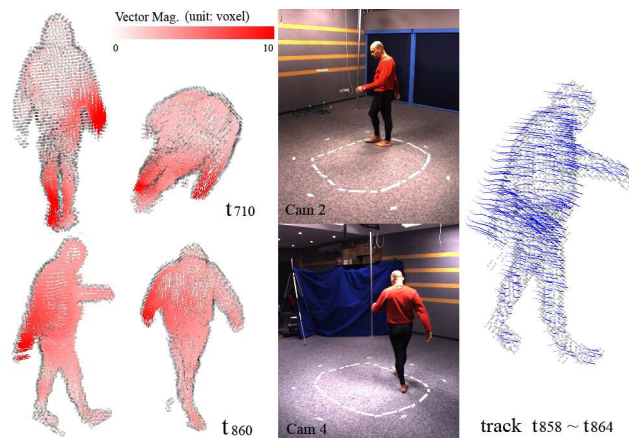 Vector Mag. (unit: voxel)
0
10
t710
Cam 2
t860
Cam 4
track t858 ~ t864